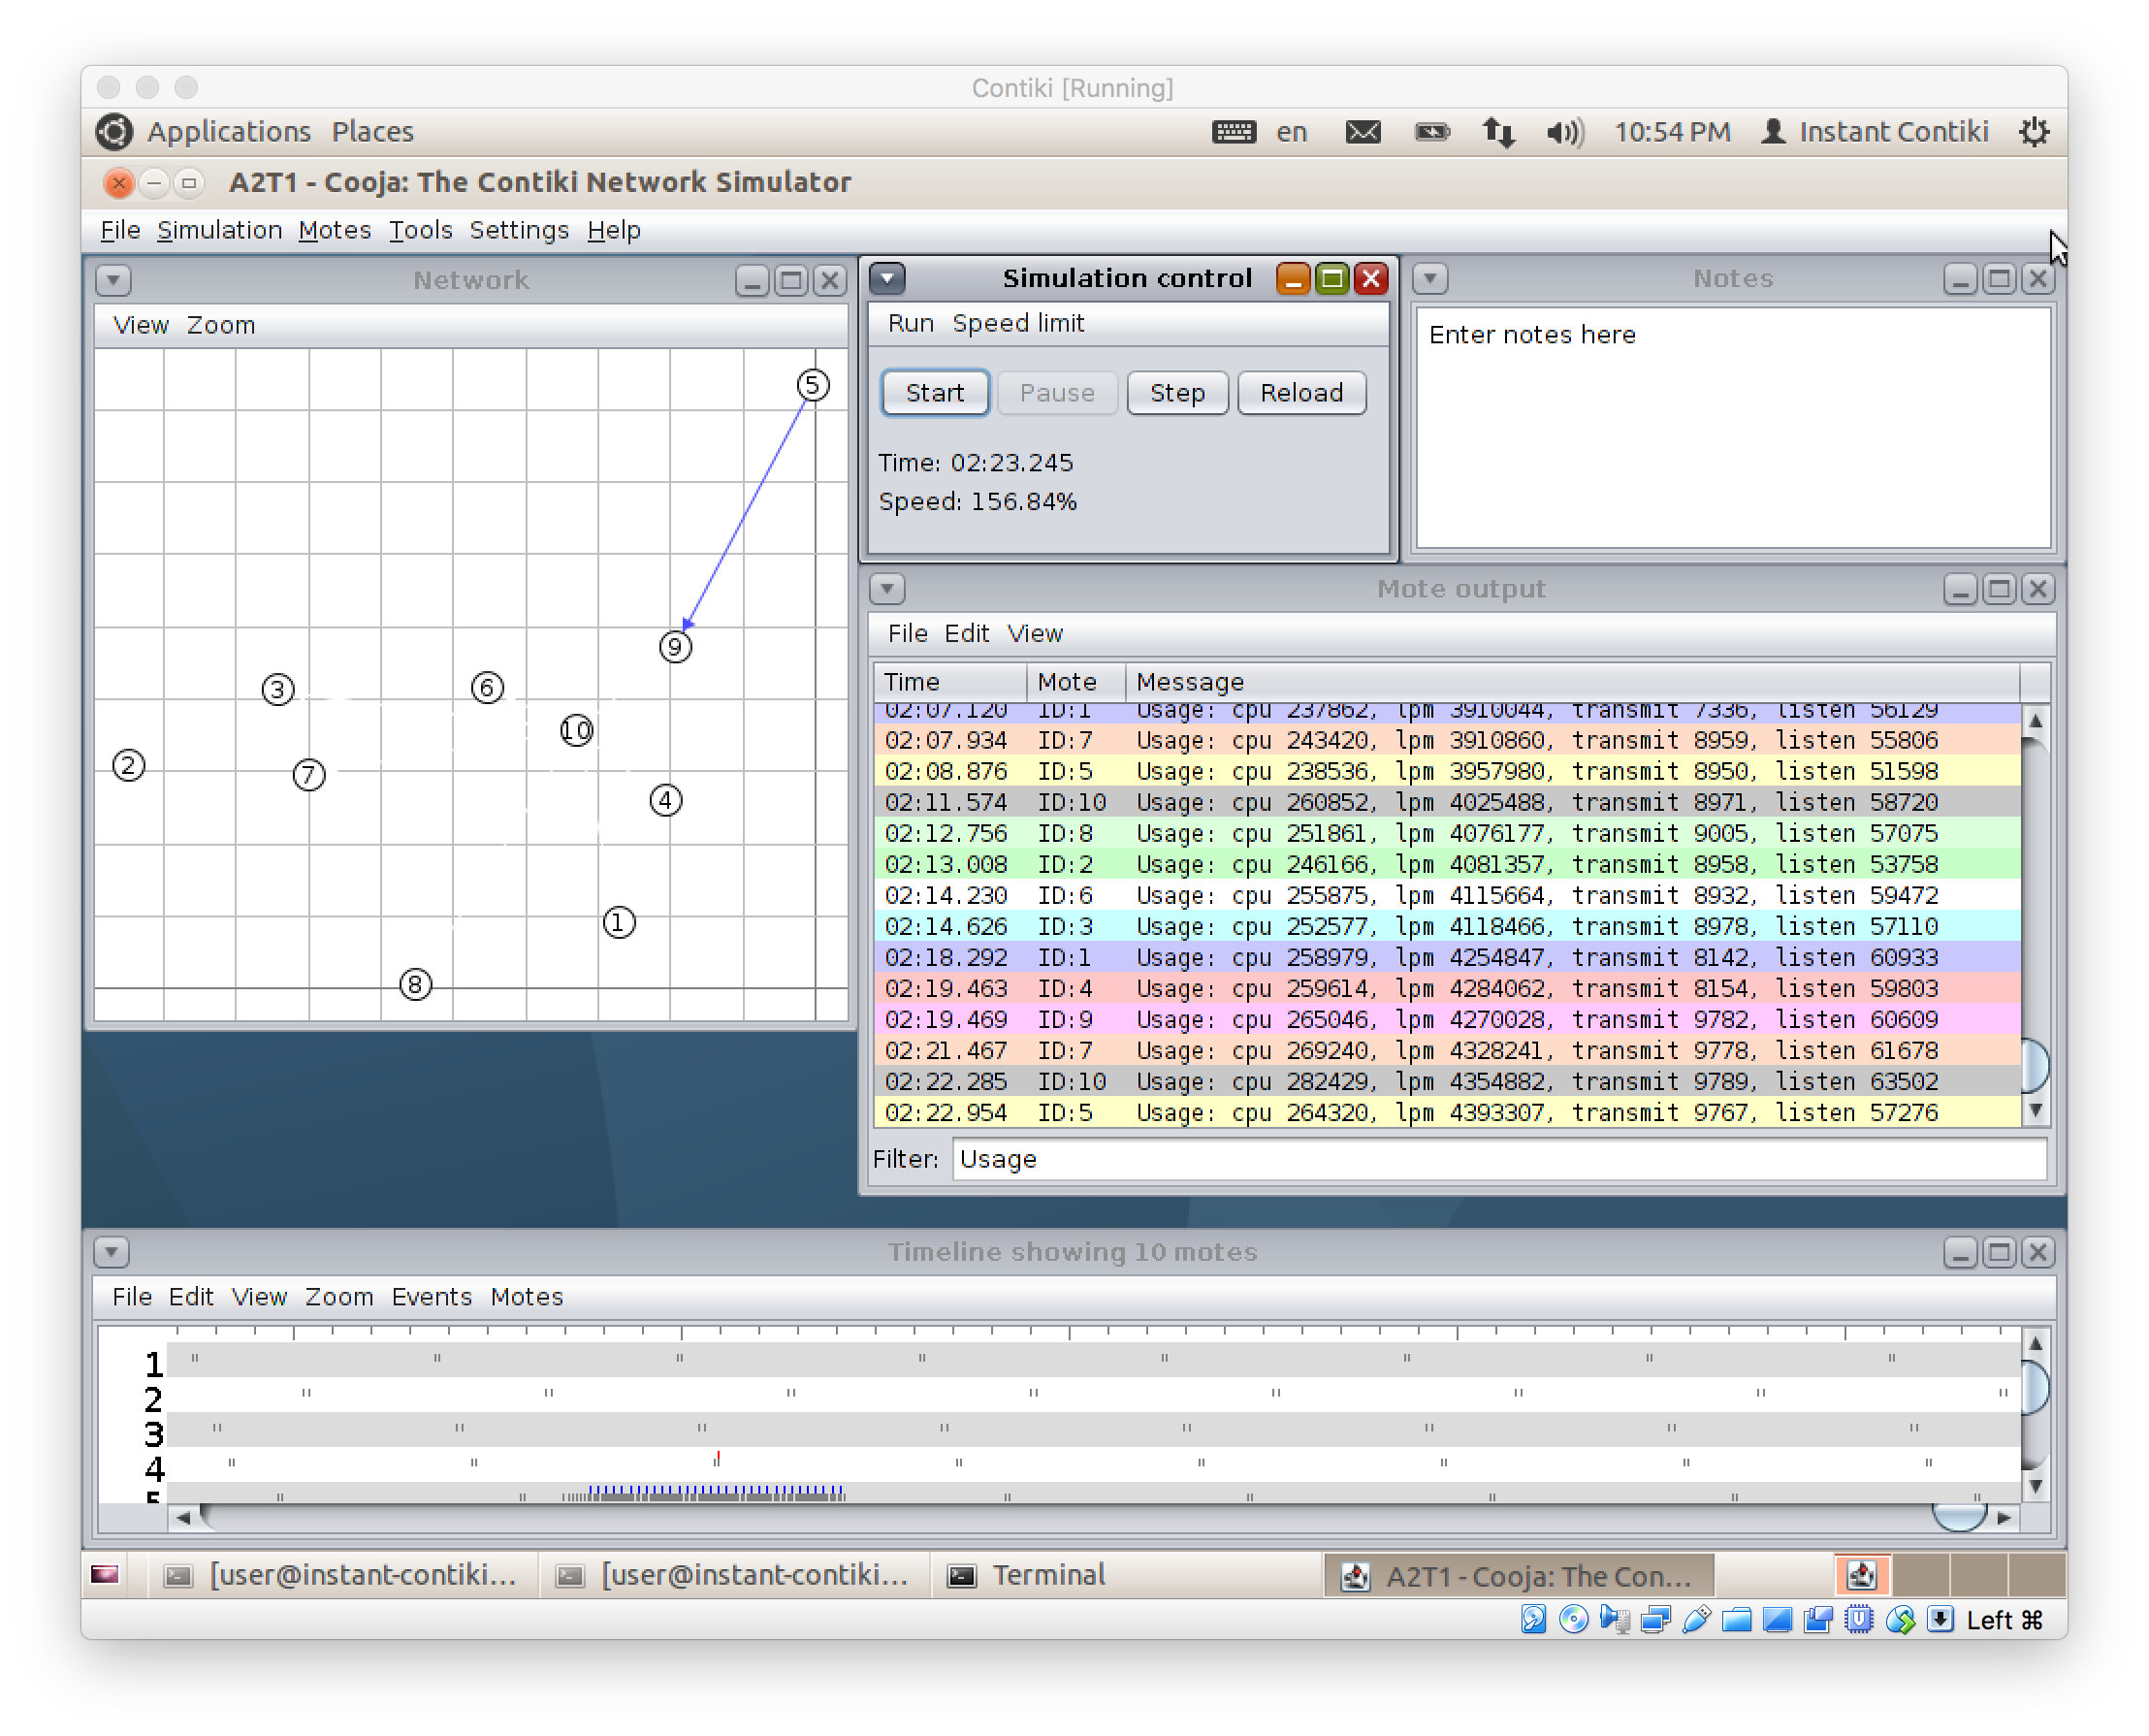 Contiki [Running]
Applications Places en 10:54 PM Instant Contiki
A2T1 - Cooja: The Contiki Network Simulator
File Simulation Motes Tools Settings Help
Network
View Zoom
5
9
3
6
10
2
7
4
1
8
Simulation control
Run Speed limit
Start Pause Step Reload
Time: 02:23.245
Speed: 156.84%
Notes
Enter notes here
Mote output
File Edit View
Time Mote Message
02:07.120 ID:1 Usage: cpu 237862, lpm 3910044, transmit 7336, listen 56129
02:07.934 ID:7 Usage: cpu 243420, lpm 3910860, transmit 8959, listen 55806
02:08.876 ID:5 Usage: cpu 238536, lpm 3957980, transmit 8950, listen 51598
02:11.574 ID:10 Usage: cpu 260852, lpm 4025488, transmit 8971, listen 58720
02:12.756 ID:8 Usage: cpu 251861, lpm 4076177, transmit 9005, listen 57075
02:13.008 ID:2 Usage: cpu 246166, lpm 4081357, transmit 8958, listen 53758
02:14.230 ID:6 Usage: cpu 255875, lpm 4115664, transmit 8932, listen 59472
02:14.626 ID:3 Usage: cpu 252577, lpm 4118466, transmit 8978, listen 57110
02:18.292 ID:1 Usage: cpu 258979, lpm 4254847, transmit 8142, listen 60933
02:19.463 ID:4 Usage: cpu 259614, lpm 4284062, transmit 8154, listen 59803
02:19.469 ID:9 Usage: cpu 265046, lpm 4270028, transmit 9782, listen 60609
02:21.467 ID:7 Usage: cpu 269240, lpm 4328241, transmit 9778, listen 61678
02:22.285 ID:10 Usage: cpu 282429, lpm 4354882, transmit 9789, listen 63502
02:22.954 ID:5 Usage: cpu 264320, lpm 4393307, transmit 9767, listen 57276
Filter: Usage
Timeline showing 10 motes
File Edit View Zoom Events Motes
1
2
3
4
5
[user@instant-contiki... [user@instant-contiki... Terminal A2T1 - Cooja: The Con...
Left ⌘